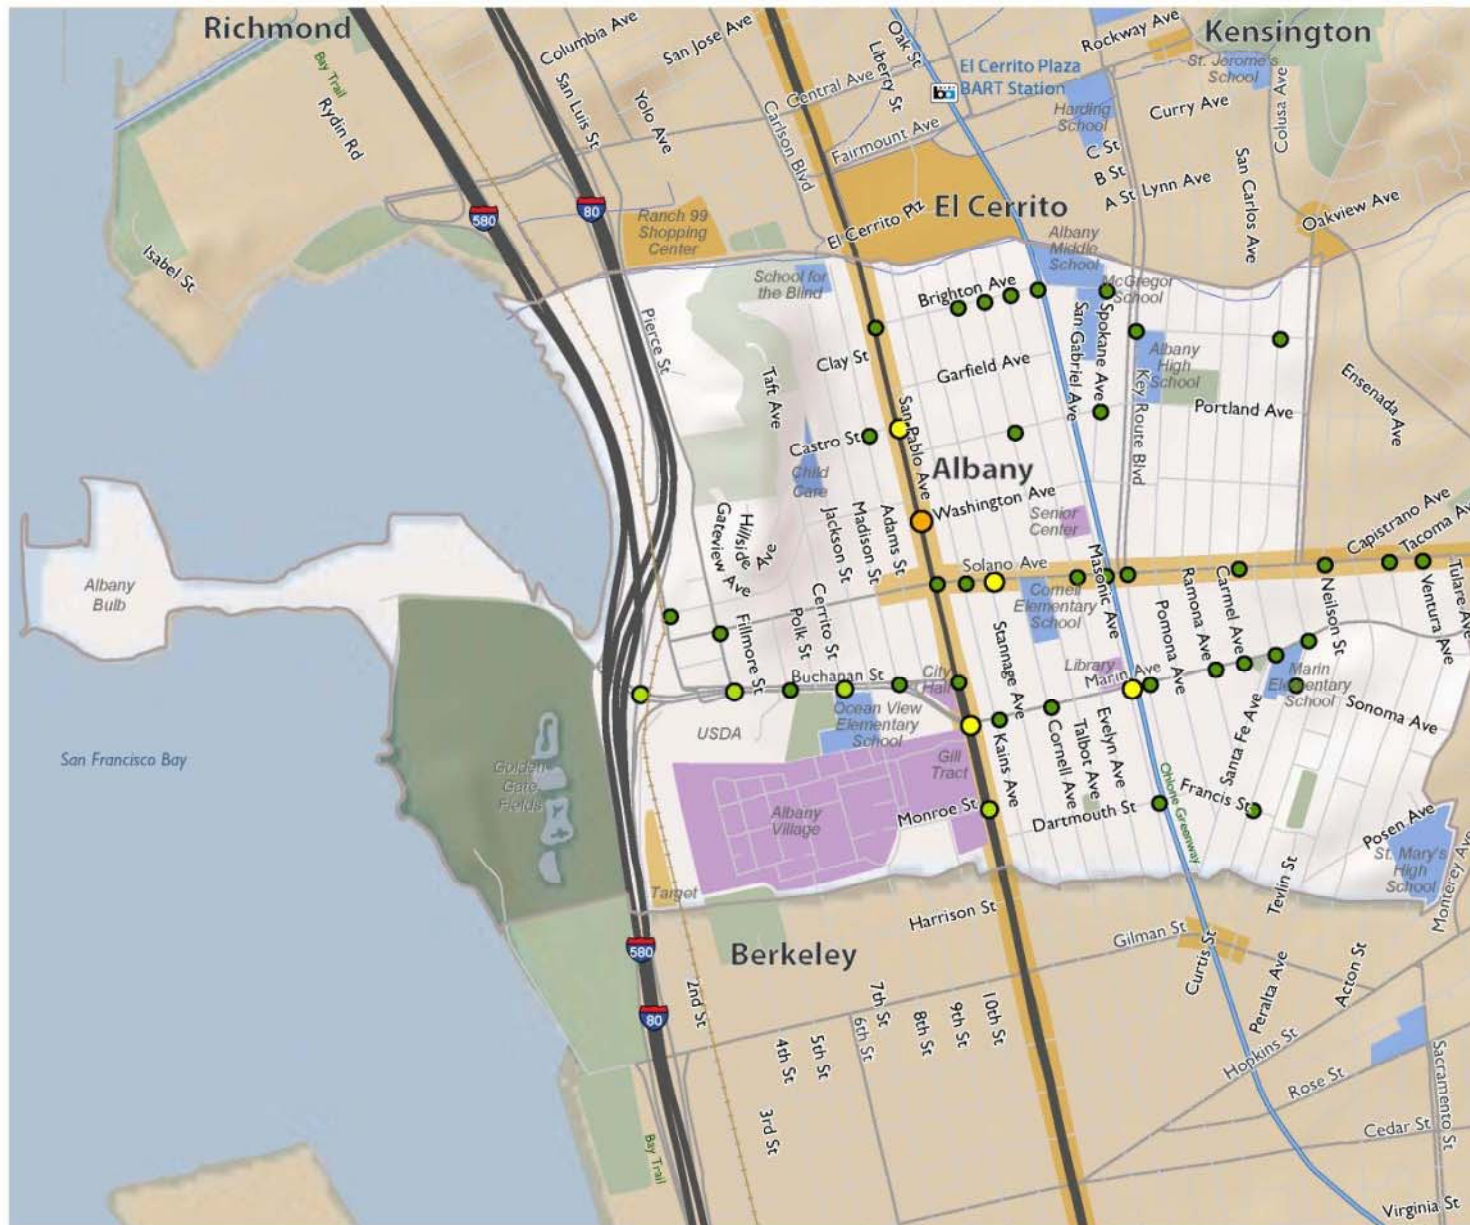 Richmond
Kensington
Columbia Ave
San Jose Ave
Rockway Ave
Oak St
Liberty St
Bay Trail
El Cerrito Plaza
BART Station
St. Jerome's
School
San Luis St
Yolo Ave
Central Ave
Carlson Blvd
Harding
School
Curry Ave
Colusa Ave
Rydin Rd
Fairmount Ave
C St
B St
A St
Lynn Ave
San Carlos Ave
580
80
Ranch 99
Shopping
Center
El Cerrito Plz
El Cerrito
Oakview Ave
Albany
Middle
School
Isabel St
School for
the Blind
Brighton Ave
McGregor
School
Pierce St
San Gabriel Ave
Spokane Ave
Clay St
Garfield Ave
Albany
High
School
Key Route Blvd
Taft Ave
San Pablo Ave
Portland Ave
Ensenada Ave
Castro St
Child
Care
Albany
Washington Ave
Senior
Center
Capistrano Ave
Tacoma Av
Gateview Ave
Hillside
Ave
Jackson St
Madison St
Adams St
Solano Ave
Albany
Bulb
Cornell
Elementary
School
Masonic Ave
Ramona Ave
Carmel Ave
Neilson St
Ventura Ave
Tulare Ave
Fillmore St
Polk St
Cerrito St
Stannage Ave
Pomona Ave
Buchanan St
City
Hall
Library
Marin Ave
Marin
Elementary
School
USDA
Ocean View
Elementary
School
Sonoma Ave
San Francisco Bay
Golden
Gate
Fields
Gill
Tract
Kains Ave
Cornell Ave
Talbot Ave
Evelyn Ave
Santa Fe Ave
Ohlone Greenway
Francis St
Albany
Village
Monroe St
Dartmouth St
Posen Ave
St. Mary's
High
School
Monterey Ave
Target
Tevlin St
Harrison St
Gilman St
580
Berkeley
Curtis St
Peralta Ave
Acton St
80
2nd St
4th St
5th St
6th St
7th St
8th St
9th St
10th St
Hopkins St
Rose St
Sacramento St
3rd St
Cedar St
Bay Trail
Virginia St